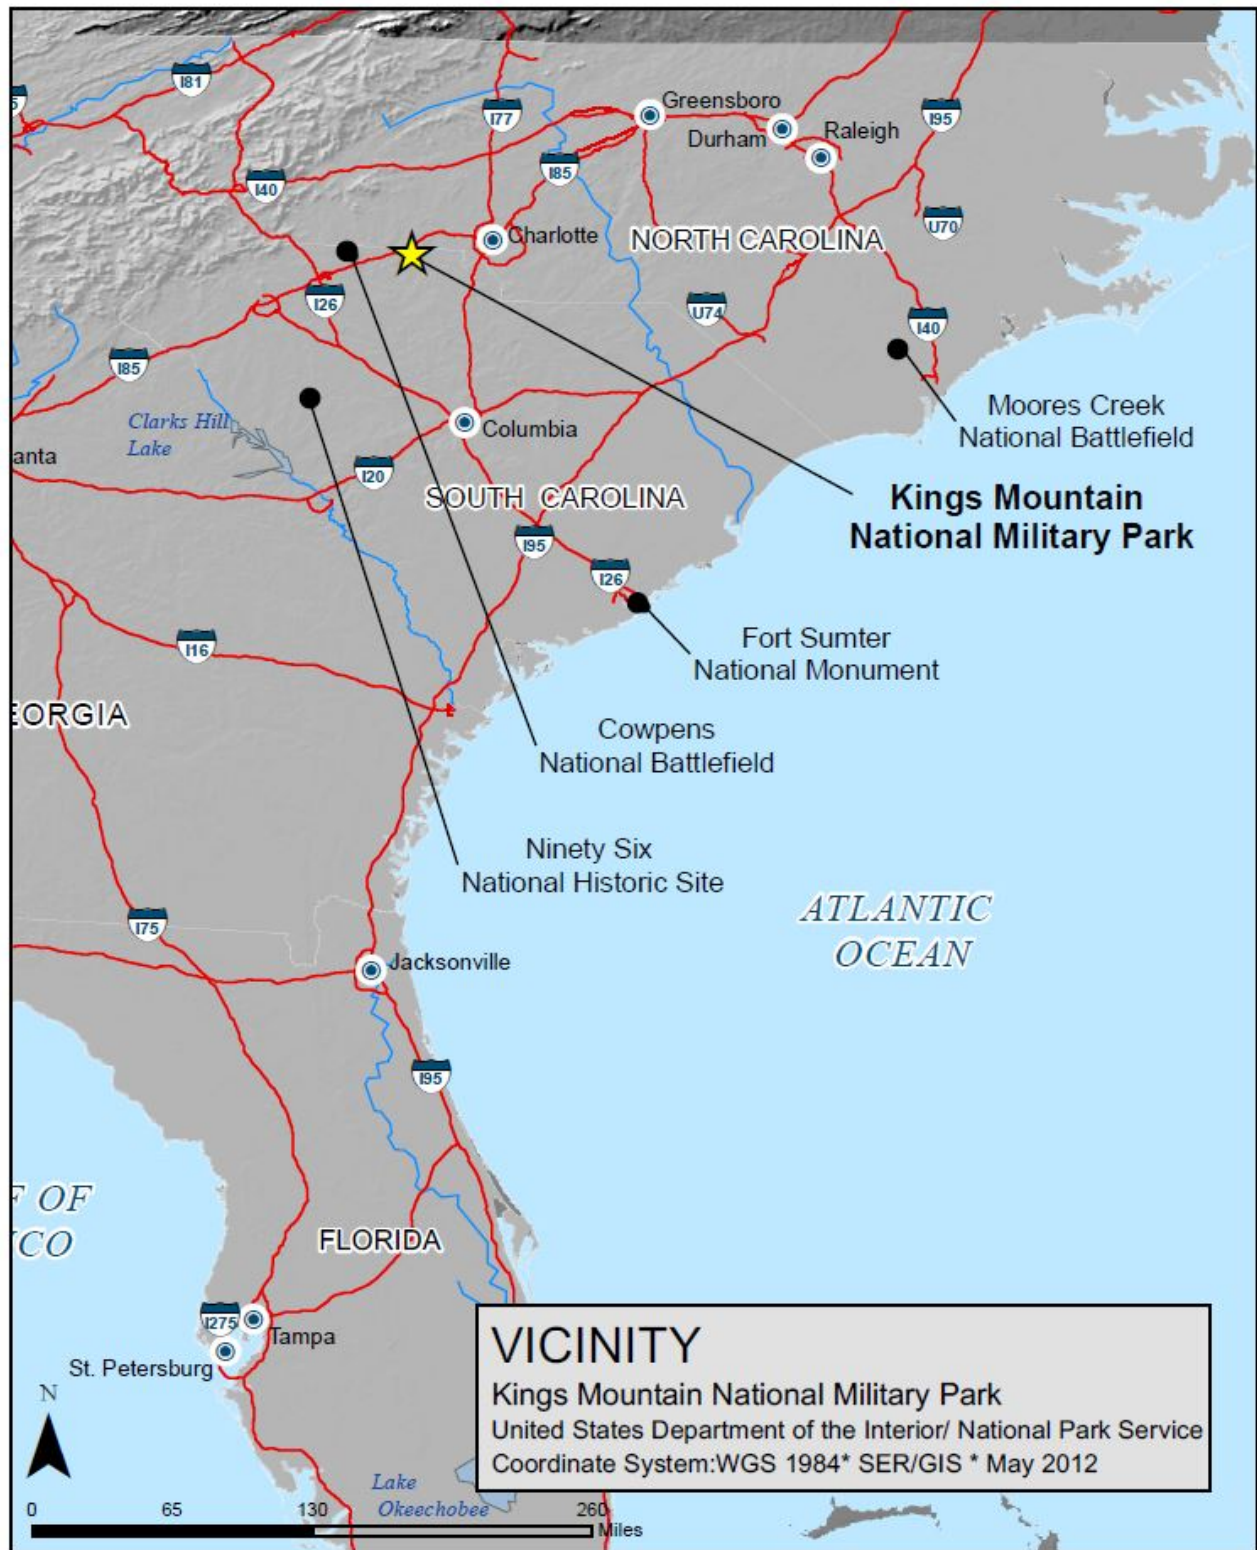 I81
5
I77
Greensboro
Durham
Raleigh
I95
I85
I40
U70
Charlotte
NORTH CAROLINA
I26
U74
I40
I85
Clarks Hill
Lake
Columbia
Moores Creek
National Battlefield
anta
I20
SOUTH CAROLINA
Kings Mountain
National Military Park
I95
I26
I16
Fort Sumter
National Monument
EORGIA
Cowpens
National Battlefield
Ninety Six
National Historic Site
I75
ATLANTIC
OCEAN
Jacksonville
I95
F OF
ICO
FLORIDA
I275
Tampa
St. Petersburg
N
VICINITY
Kings Mountain National Military Park
United States Department of the Interior/ National Park Service
Coordinate System:WGS 1984* SER/GIS * May 2012
Lake
Okeechobee
0 65 130 260
Miles